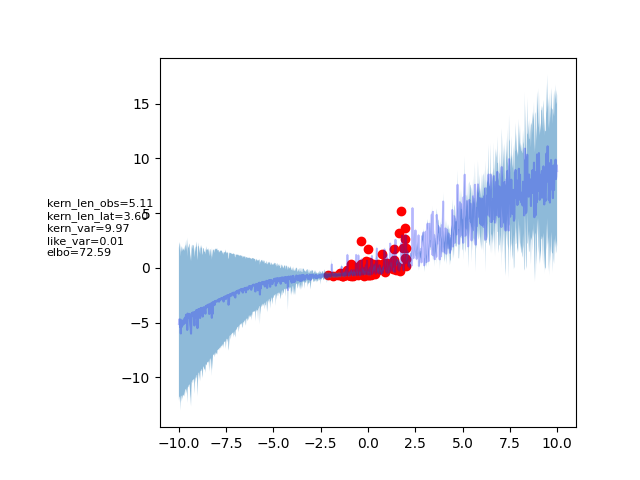 15
10
kern_len_obs=5.11
kern_len_lat=3.60
5
kern_var=9.97
like_var=0.01
elbo=72.59
0
−5
−10
−10.0 −7.5 −5.0 −2.5 0.0 2.5 5.0 7.5 10.0